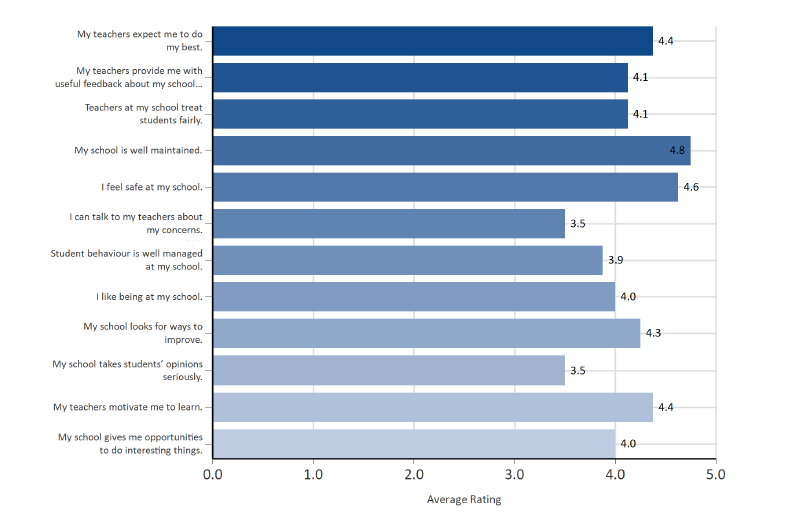 My teachers expect me to do
my best.
4.4
My teachers provide me with
useful feedback about my school...
4.1
Teachers at my school treat
students fairly.
4.1
My school is well maintained.
4.8
I feel safe at my school.
4.6
I can talk to my teachers about
my concerns.
3.5
Student behaviour is well managed
at my school.
3.9
I like being at my school.
4.0
My school looks for ways to
improve.
4.3
My school takes students’ opinions
seriously.
3.5
My teachers motivate me to learn.
4.4
My school gives me opportunities
to do interesting things.
4.0
0.0 1.0 2.0 3.0 4.0 5.0
Average Rating